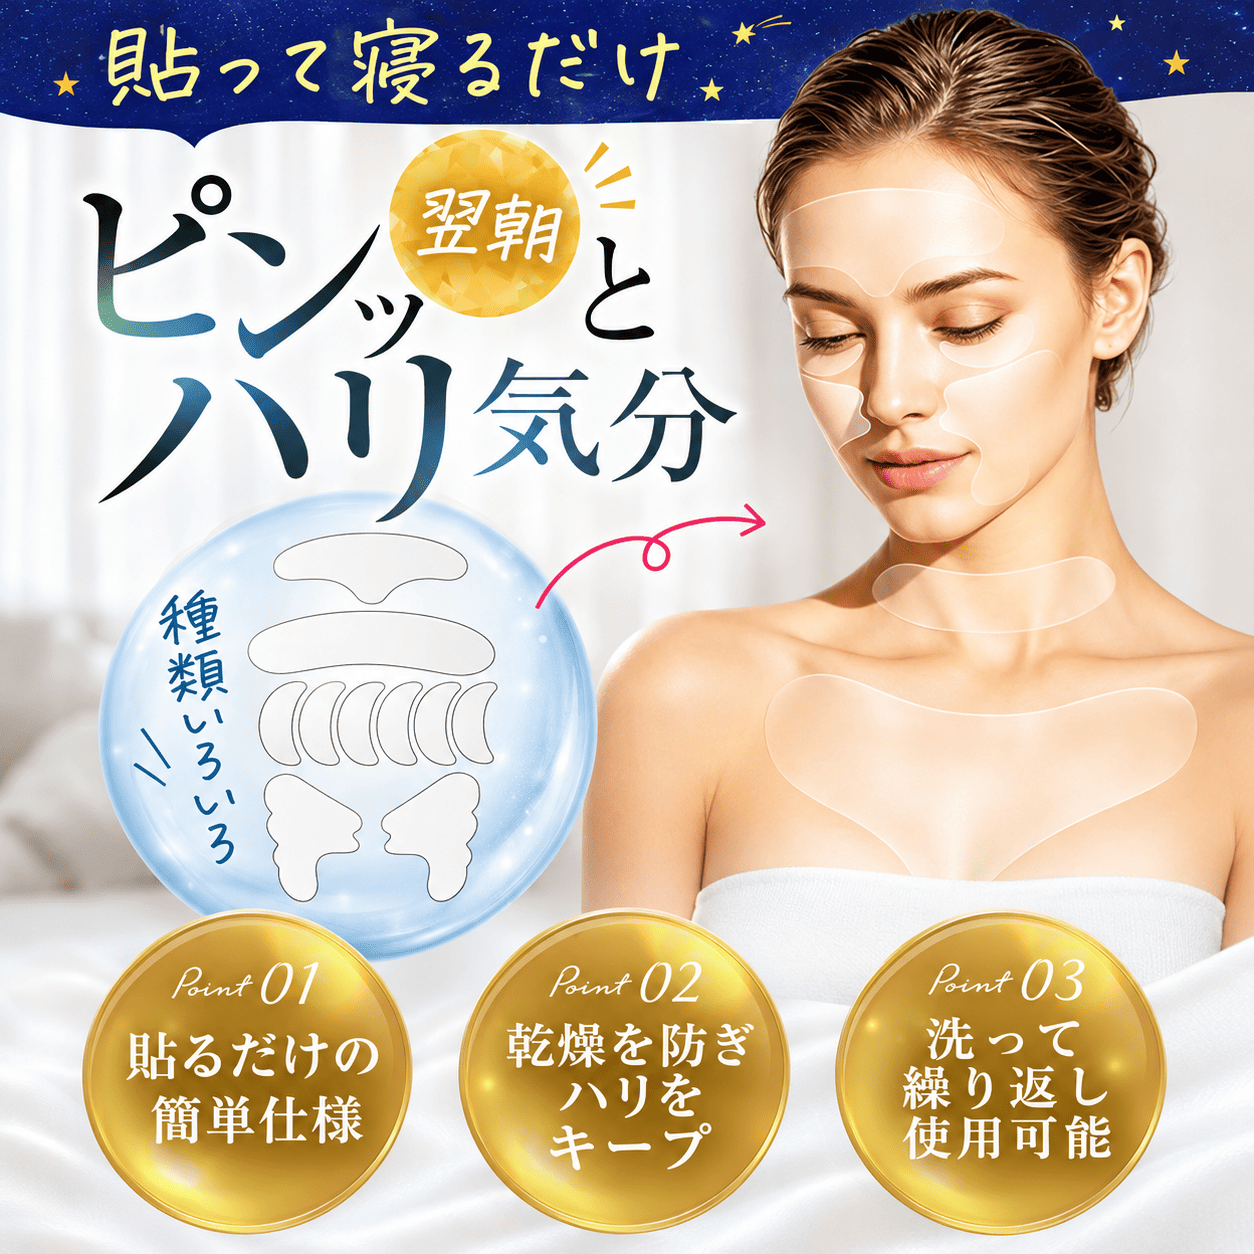 貼って寝るだけ
翌朝
ピンッと
ハリ気分
種類いろいろ
Point 01
貼るだけの
簡単仕様
Point 02
乾燥を防ぎ
ハリを
キープ
Point 03
洗って
繰り返し
使用可能